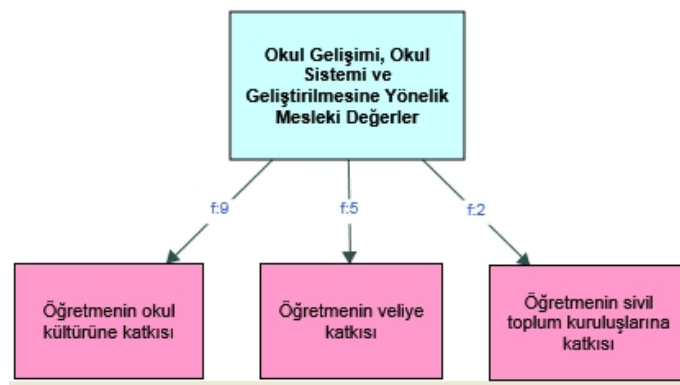 Okul Gelişimi, Okul
Sistemi ve
Geliştirilmesine Yönelik
Mesleki Değerler
f:9
f:5
f:2
Öğretmenin okul
kültürüne katkısı
Öğretmenin veliye
katkısı
Öğretmenin sivil
toplum kuruluşlarına
katkısı